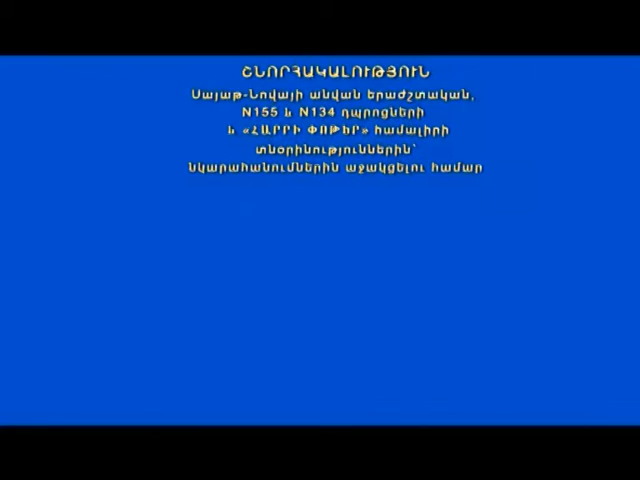 ՇՆՈՐՀԱԿԱԼՈՒԹՅՈՒՆ
Սայաթ-Նովայի անվան երաժշտական,
N155 և N134 դպրոցների
և «ՀԱՐՐԻ ՓՈԹԵՐ» համալիրի
տնօրինություններին՝
նկարահանումներին աջակցելու համար